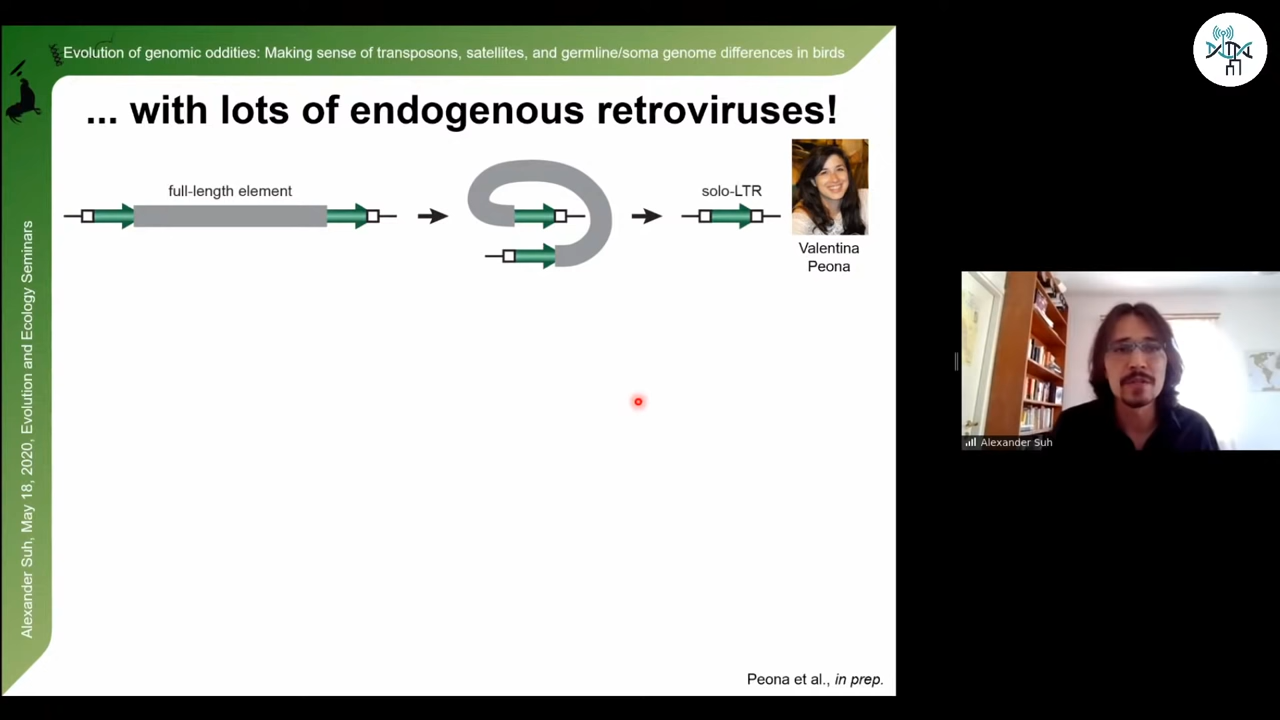 Evolution of genomic oddities: Making sense of transposons, satellites, and germline/soma genome differences in birds
... with lots of endogenous retroviruses!
full-length element
solo-LTR
Valentina
Peona
Alexander Suh, May 18, 2020, Evolution and Ecology Seminars
Alexander Suh
Peona et al., in prep.